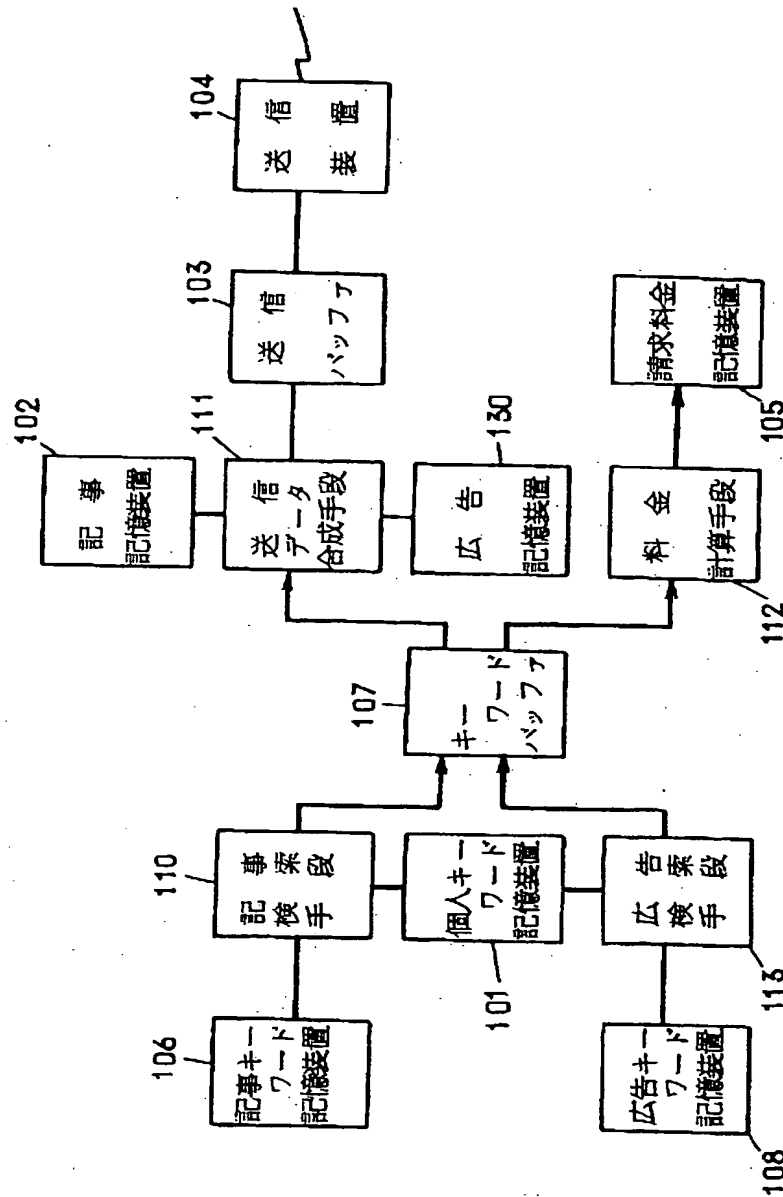 106
記事キー
ワード
記憶装置
110
記事
検索
手段
101
個人キー
ワード
記憶装置
108
広告キー
ワード
記憶装置
113
広告
検索
手段
107
キー
ワード
バッファ
102
記事
記憶装置
111
送信
データ
合成手段
130
広告
記憶装置
103
送信
バッファ
104
送信
装置
112
料金
計算手段
105
請求料金
記憶装置